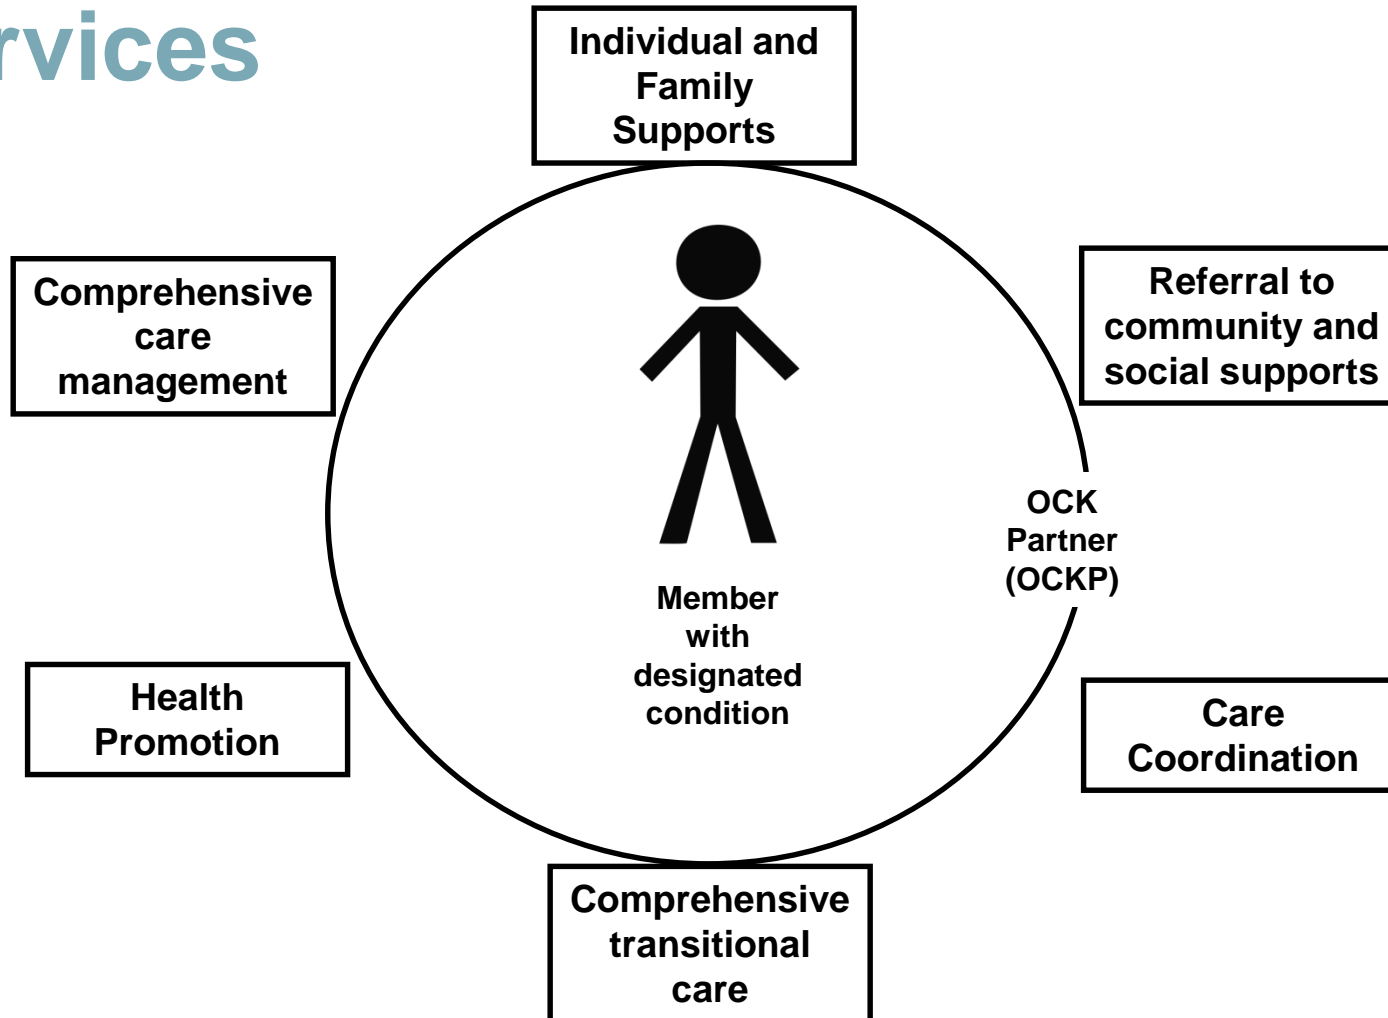 rvices
Individual and
Family
Supports
Comprehensive
care
management
Referral to
community and
social supports
OCK
Partner
(OCKP)
Member
with
designated
condition
Health
Promotion
Care
Coordination
Comprehensive
transitional
care